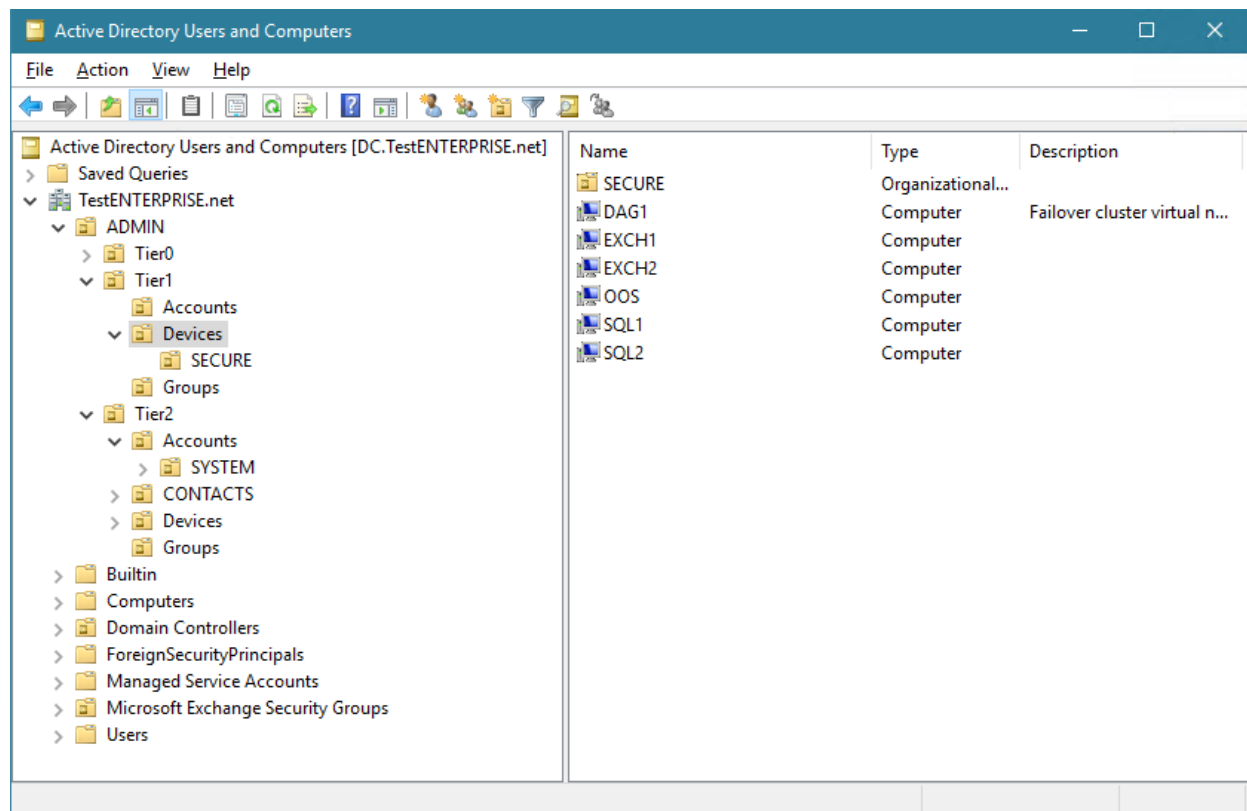 Active Directory Users and Computers
File Action View Help
Active Directory Users and Computers [DC.TestENTERPRISE.net]
Saved Queries
TestENTERPRISE.net
ADMIN
Tier0
Tier1
Accounts
Devices
SECURE
Groups
Tier2
Accounts
SYSTEM
CONTACTS
Devices
Groups
Builtin
Computers
Domain Controllers
ForeignSecurityPrincipals
Managed Service Accounts
Microsoft Exchange Security Groups
Users
Name Type Description
SECURE Organizational...
DAG1 Computer Failover cluster virtual n...
EXCH1 Computer
EXCH2 Computer
OOS Computer
SQL1 Computer
SQL2 Computer